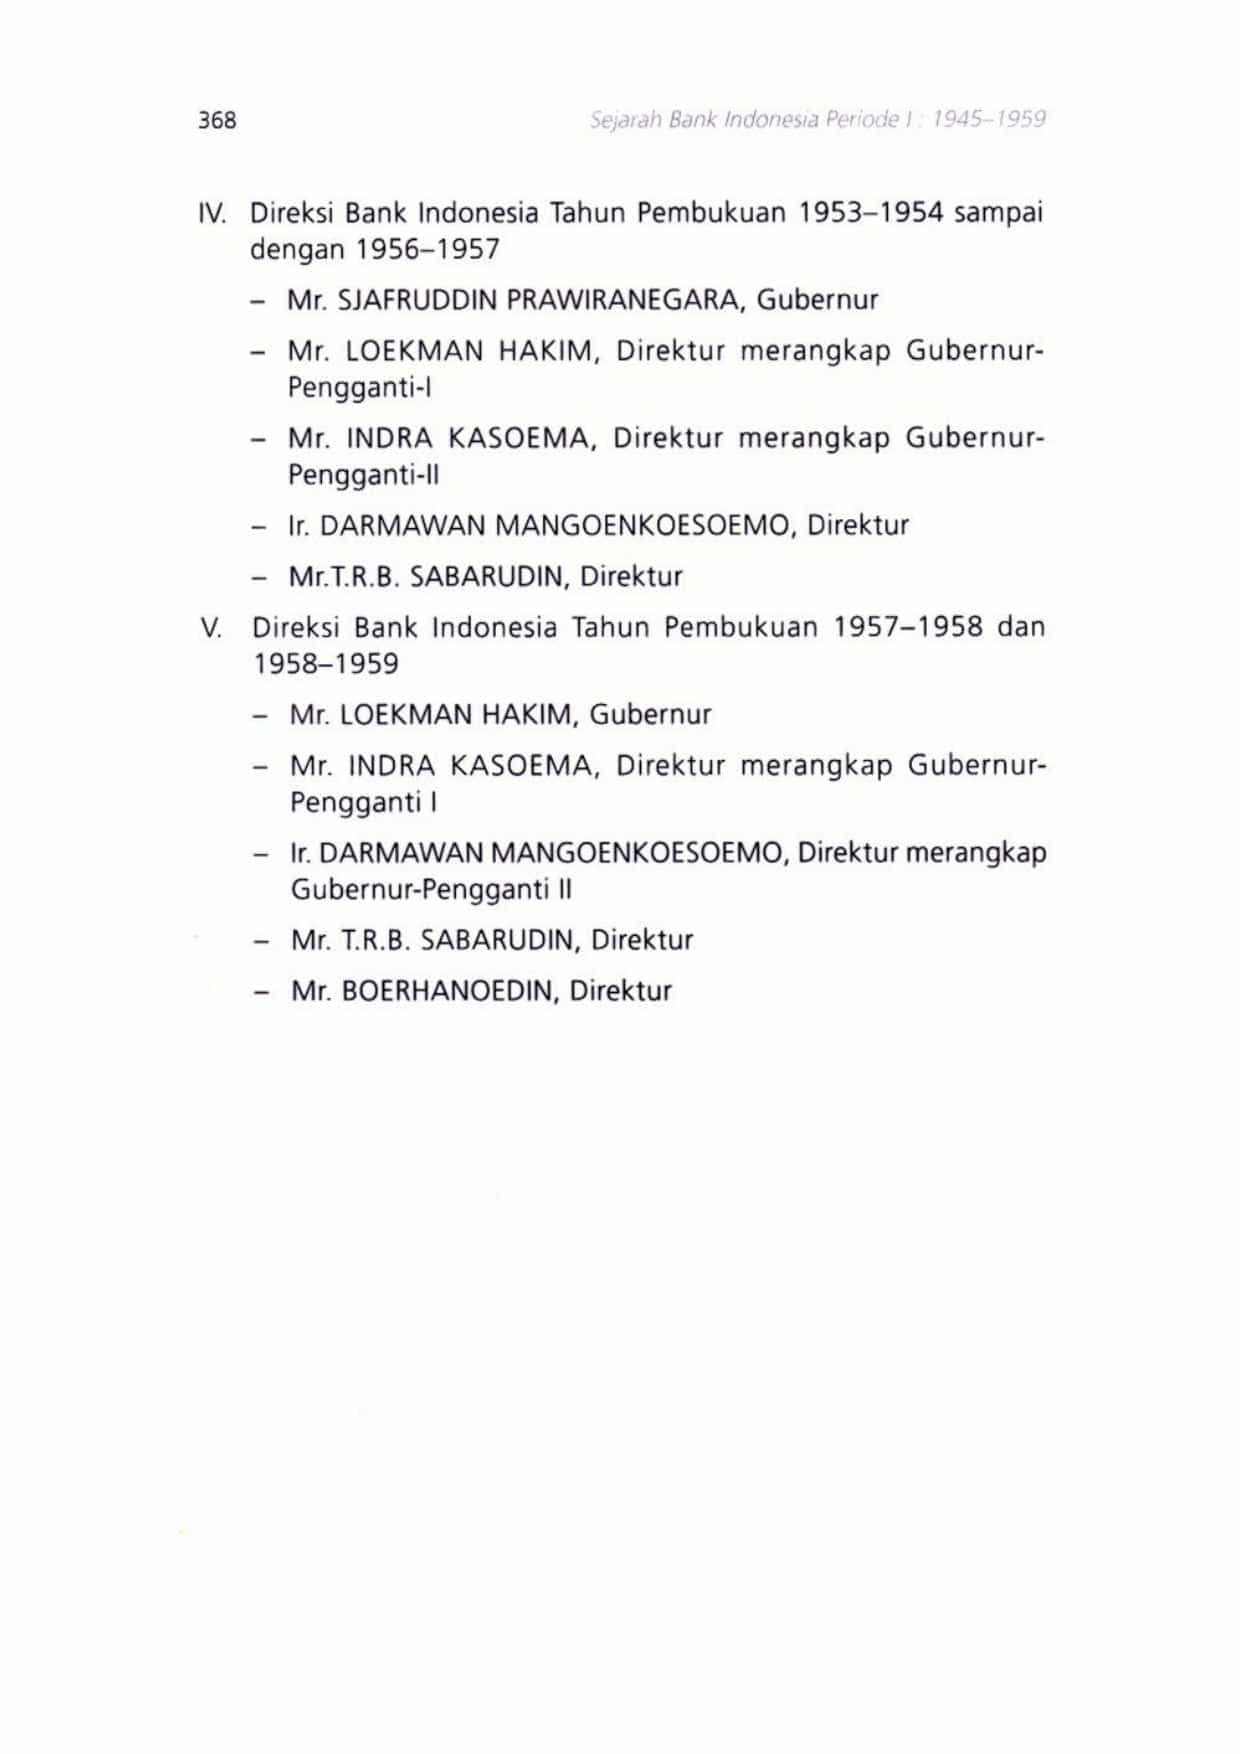 368
Sejarah Bank Indonesia Periode I : 1945–1959
IV. Direksi Bank Indonesia Tahun Pembukuan 1953–1954 sampai
dengan 1956–1957
– Mr. SJAFRUDDIN PRAWIRANEGARA, Gubernur
– Mr. LOEKMAN HAKIM, Direktur merangkap Gubernur-
Pengganti-I
– Mr. INDRA KASOEMA, Direktur merangkap Gubernur-
Pengganti-II
– Ir. DARMAWAN MANGOENKOESOEMO, Direktur
– Mr.T.R.B. SABARUDIN, Direktur
V. Direksi Bank Indonesia Tahun Pembukuan 1957–1958 dan
1958–1959
– Mr. LOEKMAN HAKIM, Gubernur
– Mr. INDRA KASOEMA, Direktur merangkap Gubernur-
Pengganti I
– Ir. DARMAWAN MANGOENKOESOEMO, Direktur merangkap
Gubernur-Pengganti II
– Mr. T.R.B. SABARUDIN, Direktur
– Mr. BOERHANOEDIN, Direktur